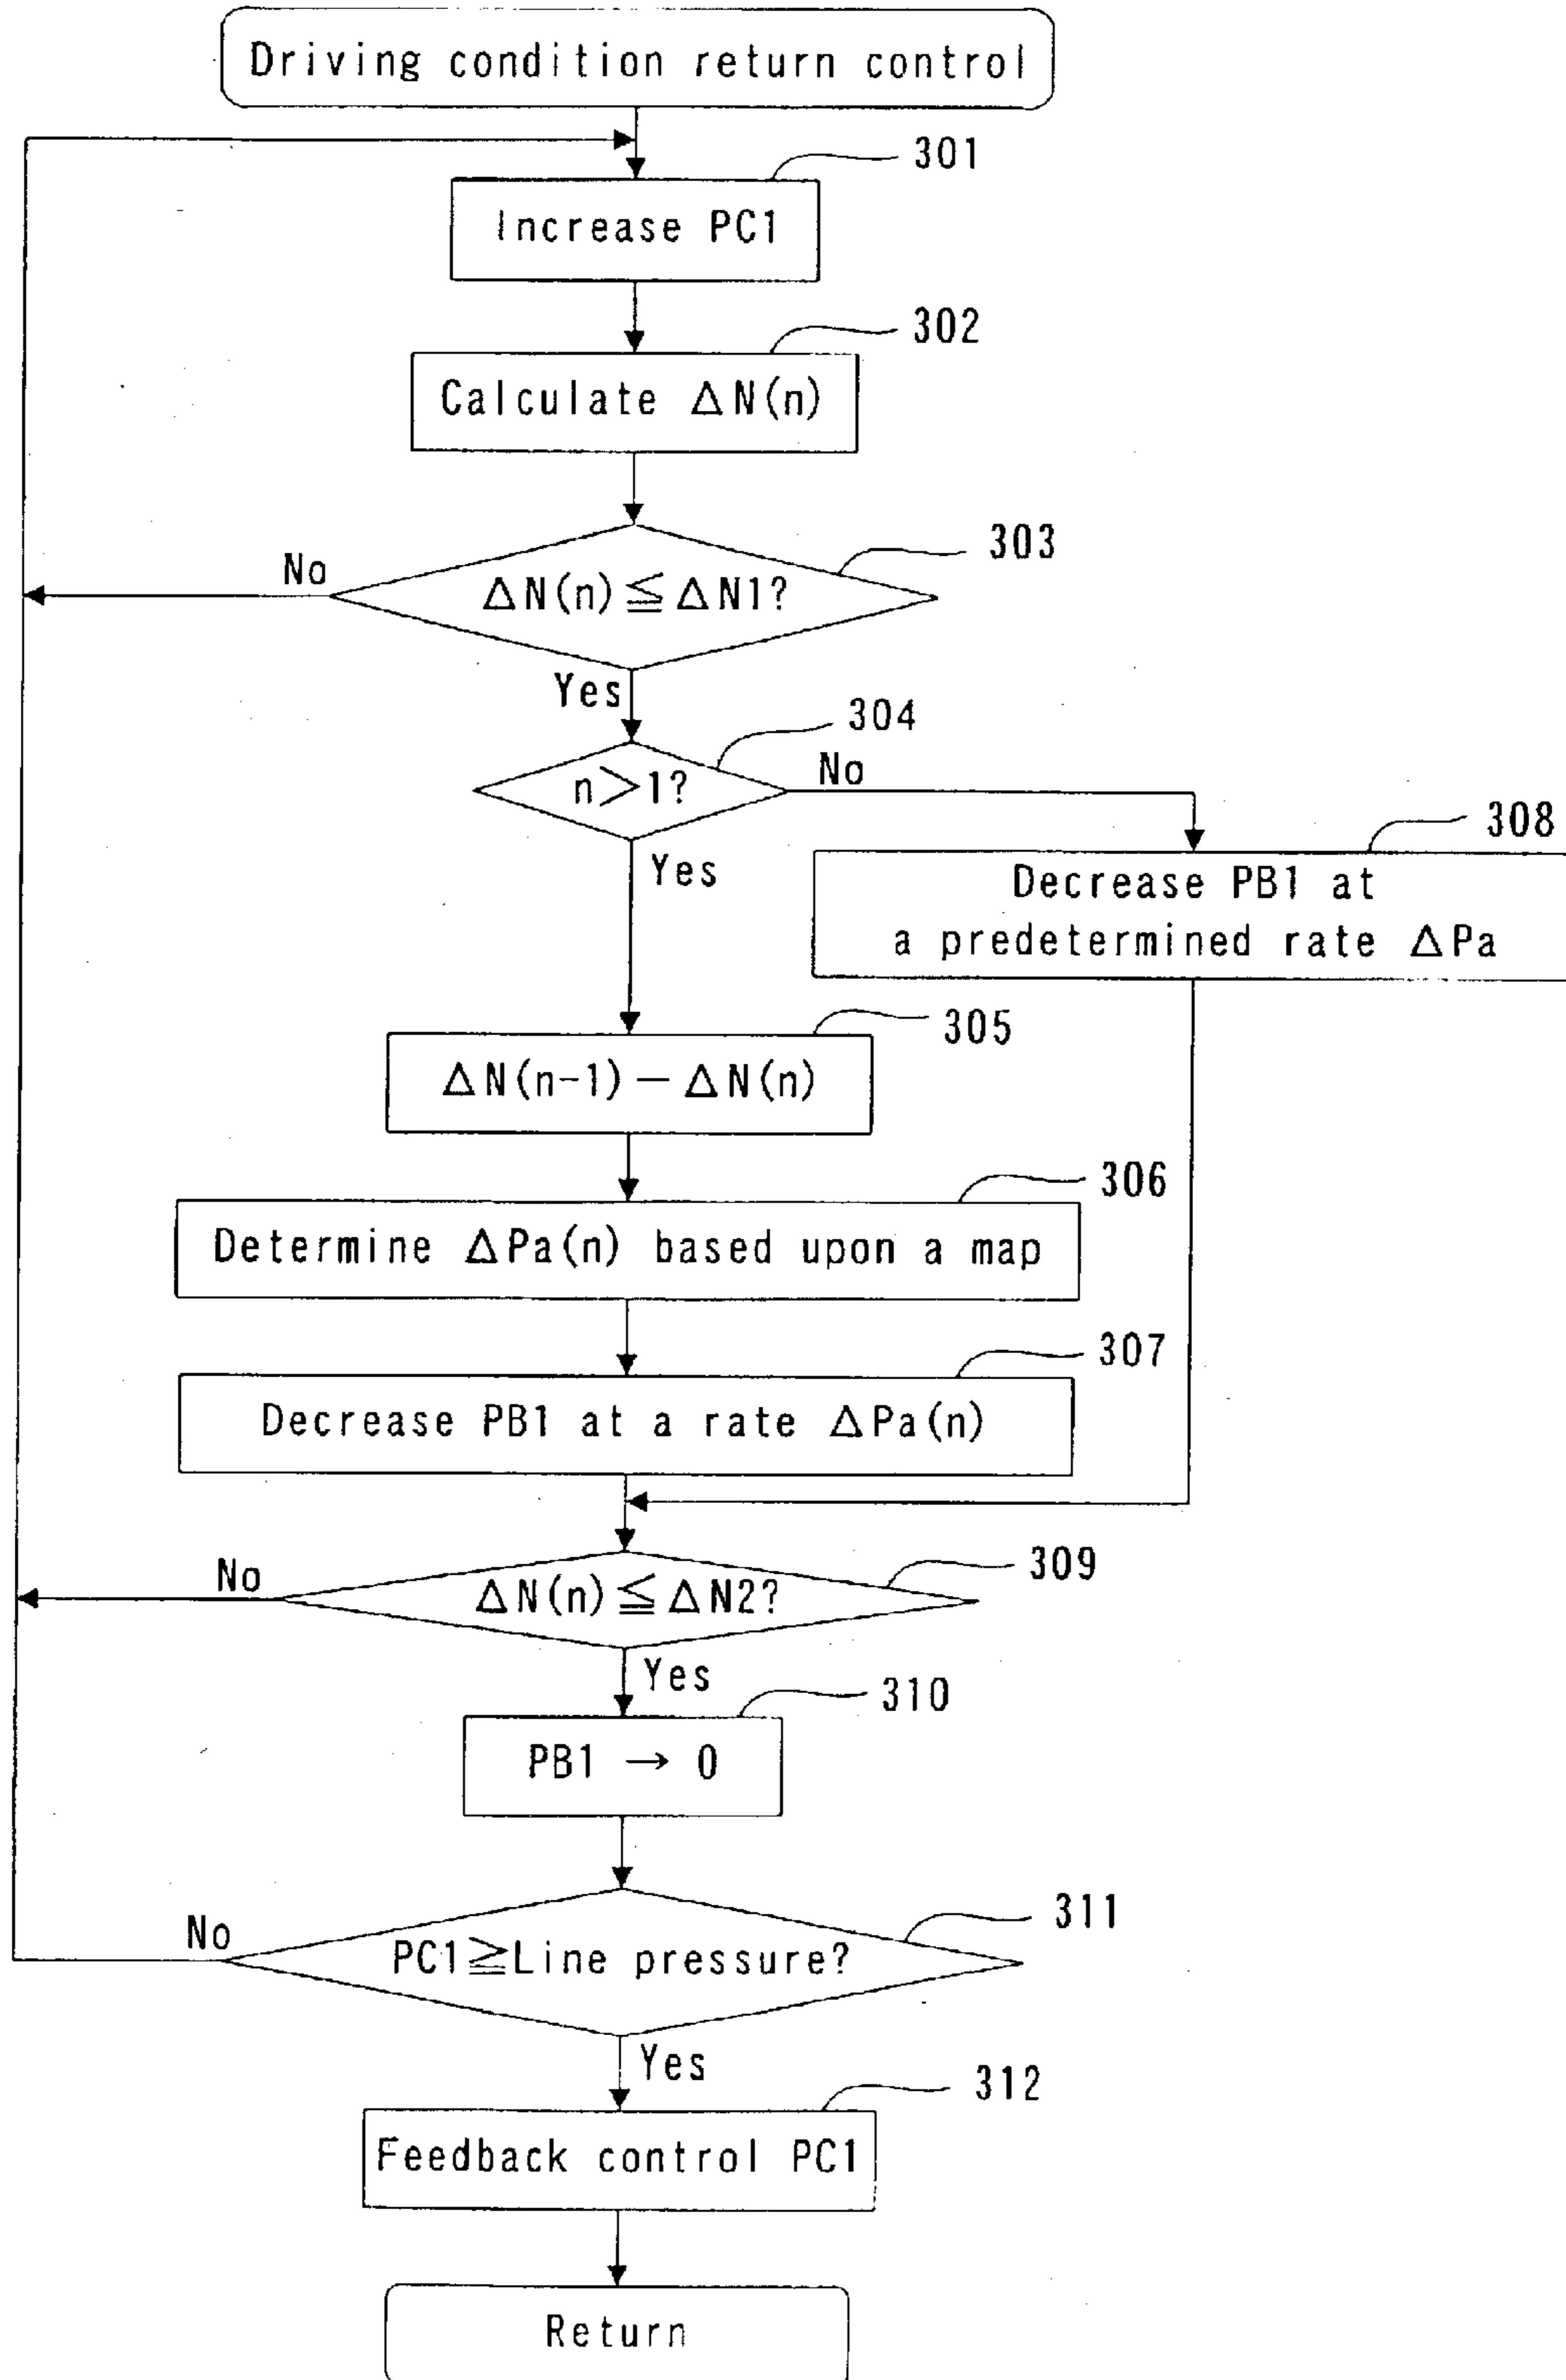 Driving condition return control
301
Increase PC1
302
Calculate ΔN(n)
303
No
ΔN(n)≦ΔN1?
Yes
304
n>1?
No
308
Yes
Decrease PB1 at
a predetermined rate ΔPa
305
ΔN(n-1)-ΔN(n)
306
Determine ΔPa(n) based upon a map
307
Decrease PB1 at a rate ΔPa(n)
309
No
ΔN(n)≦ΔN2?
Yes
310
PB1 → 0
311
No
PC1≧Line pressure?
Yes
312
Feedback control PC1
Return